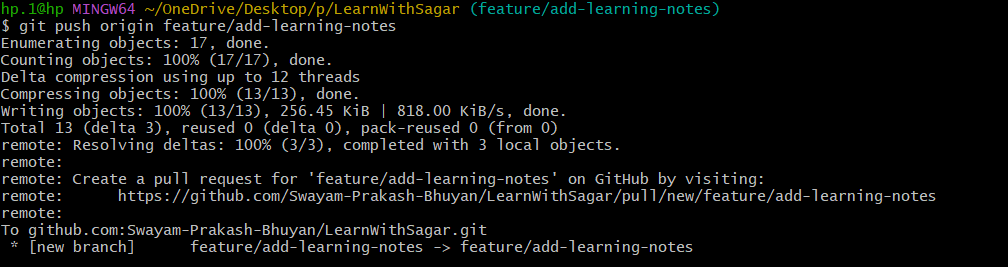 hp.1@hp MINGW64 ~/OneDrive/Desktop/p/LearnWithSagar (feature/add-learning-notes)
$ git push origin feature/add-learning-notes
Enumerating objects: 17, done.
Counting objects: 100% (17/17), done.
Delta compression using up to 12 threads
Compressing objects: 100% (13/13), done.
Writing objects: 100% (13/13), 256.45 KiB | 818.00 KiB/s, done.
Total 13 (delta 3), reused 0 (delta 0), pack-reused 0 (from 0)
remote: Resolving deltas: 100% (3/3), completed with 3 local objects.
remote:
remote: Create a pull request for 'feature/add-learning-notes' on GitHub by visiting:
remote:      https://github.com/Swayam-Prakash-Bhuyan/LearnWithSagar/pull/new/feature/add-learning-notes
remote:
To github.com:Swayam-Prakash-Bhuyan/LearnWithSagar.git
 * [new branch]      feature/add-learning-notes -> feature/add-learning-notes